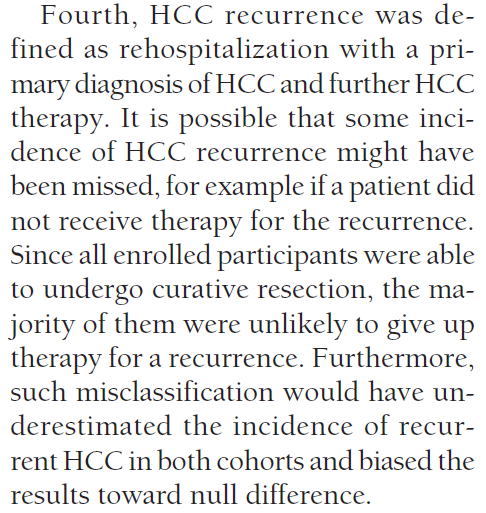 Fourth, HCC recurrence was de-
fined as rehospitalization with a pri-
mary diagnosis of HCC and further HCC
therapy. It is possible that some inci-
dence of HCC recurrence might have
been missed, for example if a patient did
not receive therapy for the recurrence.
Since all enrolled participants were able
to undergo curative resection, the ma-
jority of them were unlikely to give up
therapy for a recurrence. Furthermore,
such misclassification would have un-
derestimated the incidence of recur-
rent HCC in both cohorts and biased the
results toward null difference.